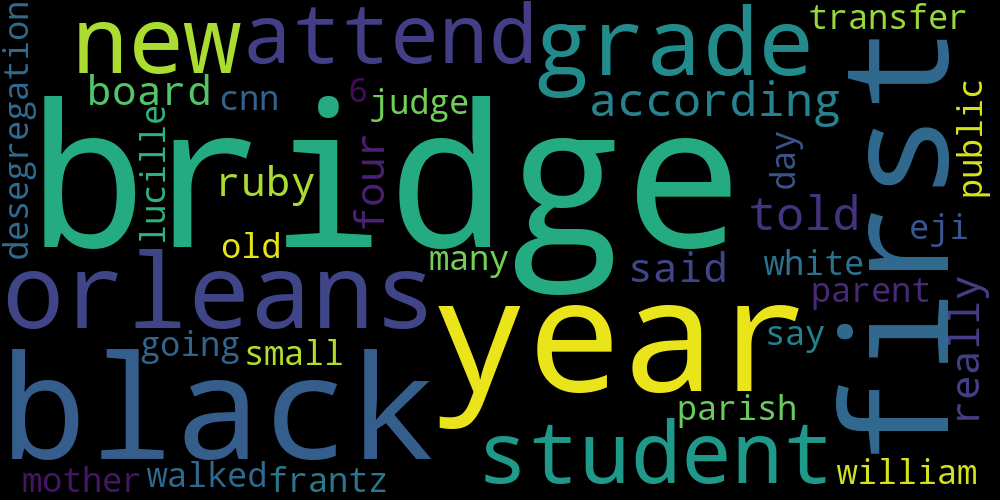 desegregation
new
attend
grade
transfer
board
cnn
6
judge
according
public
bridge
lucille
ruby
four
day
first
told
eji
old
many
said
white
orleans
parent
really
year
going
small
say
black
parish
student
mother
walked
frantz
william